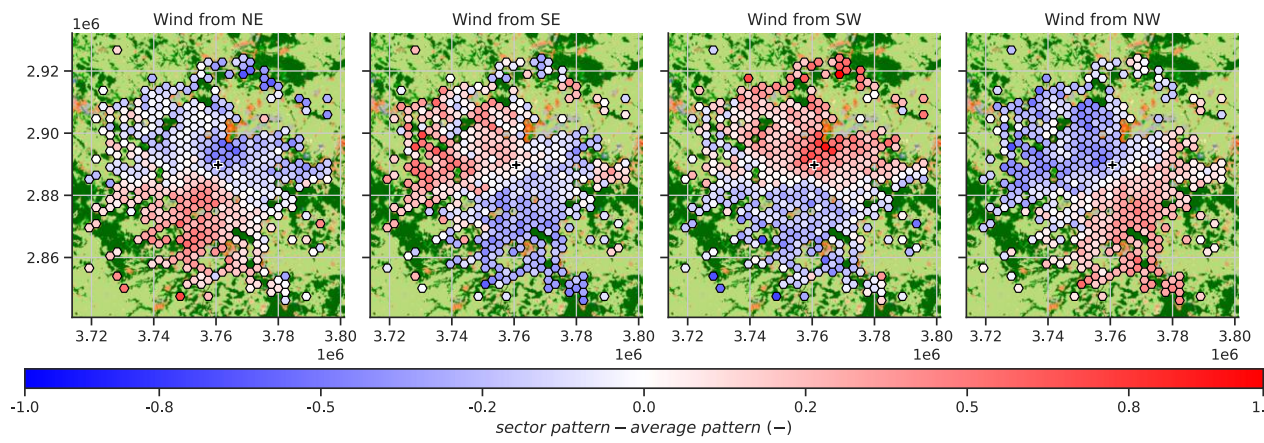 Wind from NE Wind from SE Wind from SW Wind from NW
1e6
2.92
2.90
2.88
2.86
3.74 3.76 3.78 3.80 3.74 3.76 3.78 3.80 3.74 3.76 3.78 3.80 3.74 3.76 3.78 3.80
3.72 3.72 3.72 3.72
1e6 1e6 1e6 1e6
-1.0 -0.8 -0.5 -0.2 0.0 0.2 0.5 0.8 1.
sector pattern − average pattern (−)